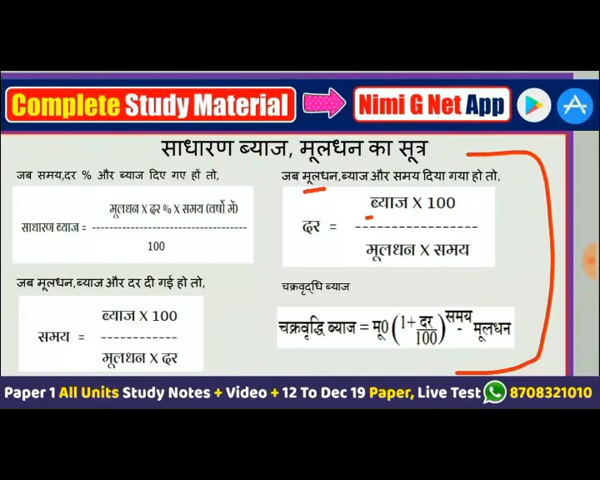 Complete Study Material
Nimi G Net App
साधारण ब्याज, मूलधन का सूत्र
जब समय,दर % और ब्याज दिए गए हों तो,
साधारण ब्याज = मूलधन X दर % X समय (वर्षो में)
------------------------------------
100
जब मूलधन,ब्याज और दर दी गई हो तो,
समय = ब्याज X 100
------------
मूलधन X दर
जब मूलधन,ब्याज और समय दिया गया हो तो,
दर = ब्याज X 100
------------------
मूलधन X समय
चक्रवृद्धि ब्याज
चक्रवृद्धि ब्याज = मू0 (1+ दर/100)^समय - मूलधन
Paper 1 All Units Study Notes + Video + 12 To Dec 19 Paper, Live Test 8708321010